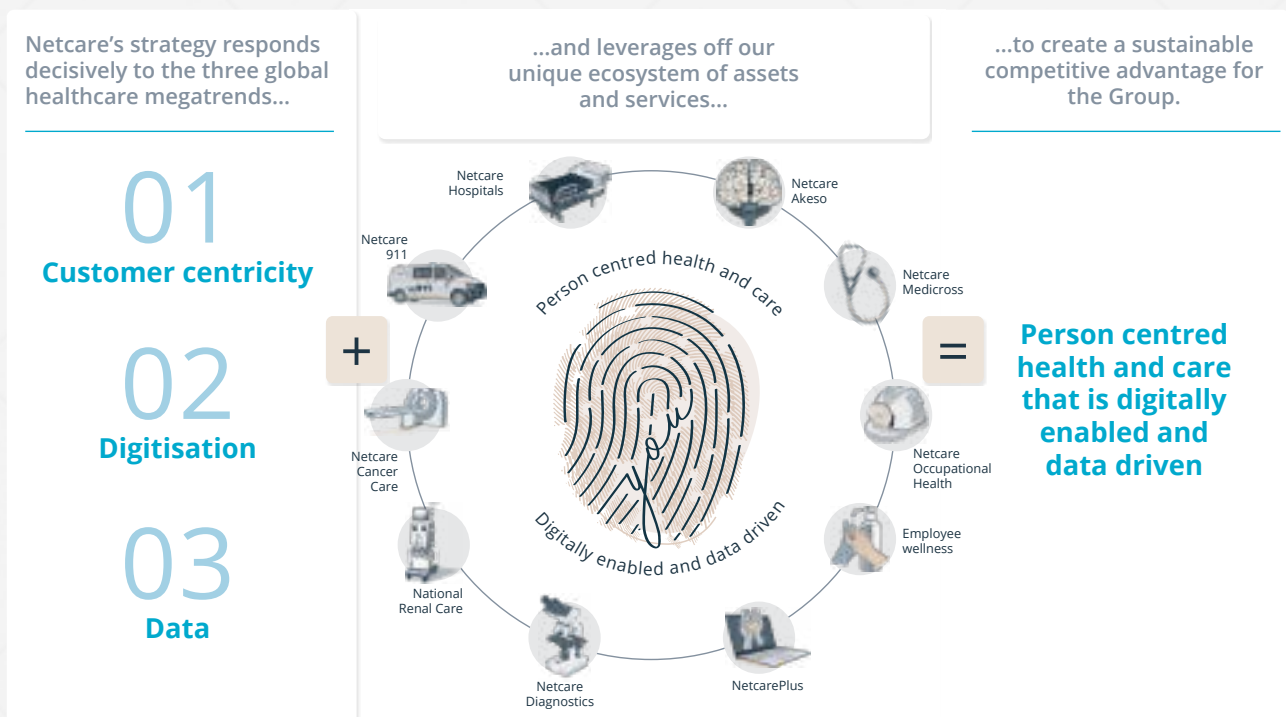 Netcare’s strategy responds
decisively to the three global
healthcare megatrends...
01
Customer centricity
02
Digitisation
03
Data
+
...and leverages off our
unique ecosystem of assets
and services...
Netcare
Hospitals
Netcare
Akeso
Netcare
911
Netcare
Medicross
Netcare
Cancer
Care
Netcare
Occupational
Health
National
Renal Care
Employee
wellness
Netcare
Diagnostics
NetcarePlus
Person centred health and care
you
Digitally enabled and data driven
=
...to create a sustainable
competitive advantage for
the Group.
Person centred
health and care
that is digitally
enabled and
data driven